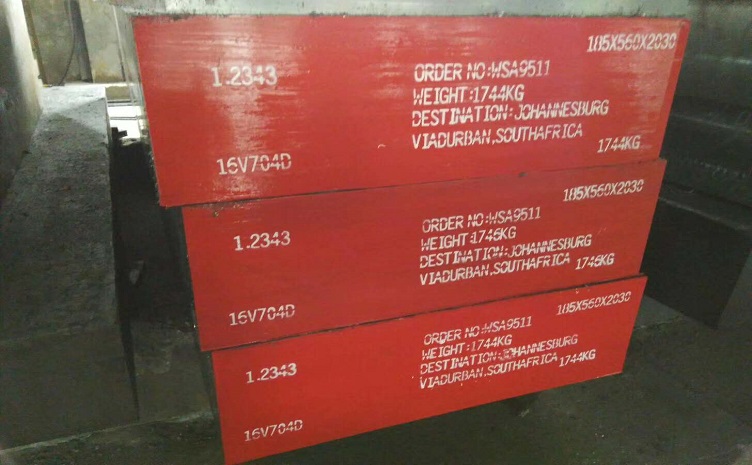 185X560X2030
1.2343
ORDER NO:WSA9511
WEIGHT:1744KG
DESTINATION:JOHANNESBURG
VIADURBAN,SOUTHAFRICA
1744KG
16V704D
185X560X2030
1.2343
ORDER NO:WSA9511
WEIGHT:1746KG
DESTINATION:JOHANNESBURG
VIADURBAN,SOUTHAFRICA
1746KG
16V704D
185X560X2030
1.2343
ORDER NO:WSA9511
WEIGHT:1744KG
DESTINATION:JOHANNESBURG
VIADURBAN,SOUTHAFRICA
1744KG
16V704D